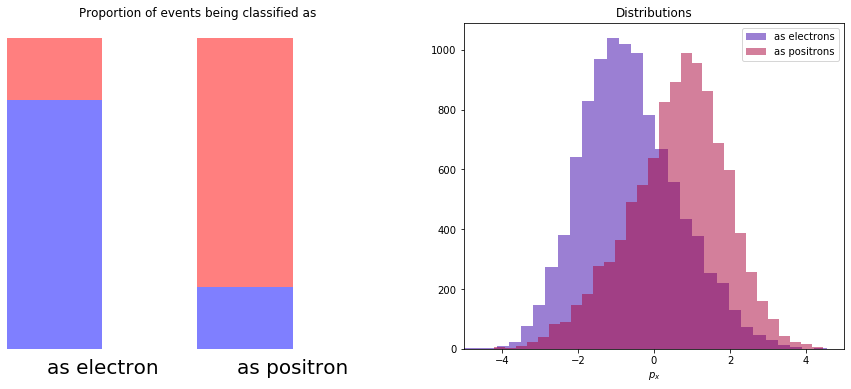 Proportion of events being classified as
as electron
as positron
Distributions
as electrons
as positrons
1000
800
600
400
200
0
−4
−2
0
2
4
p_x